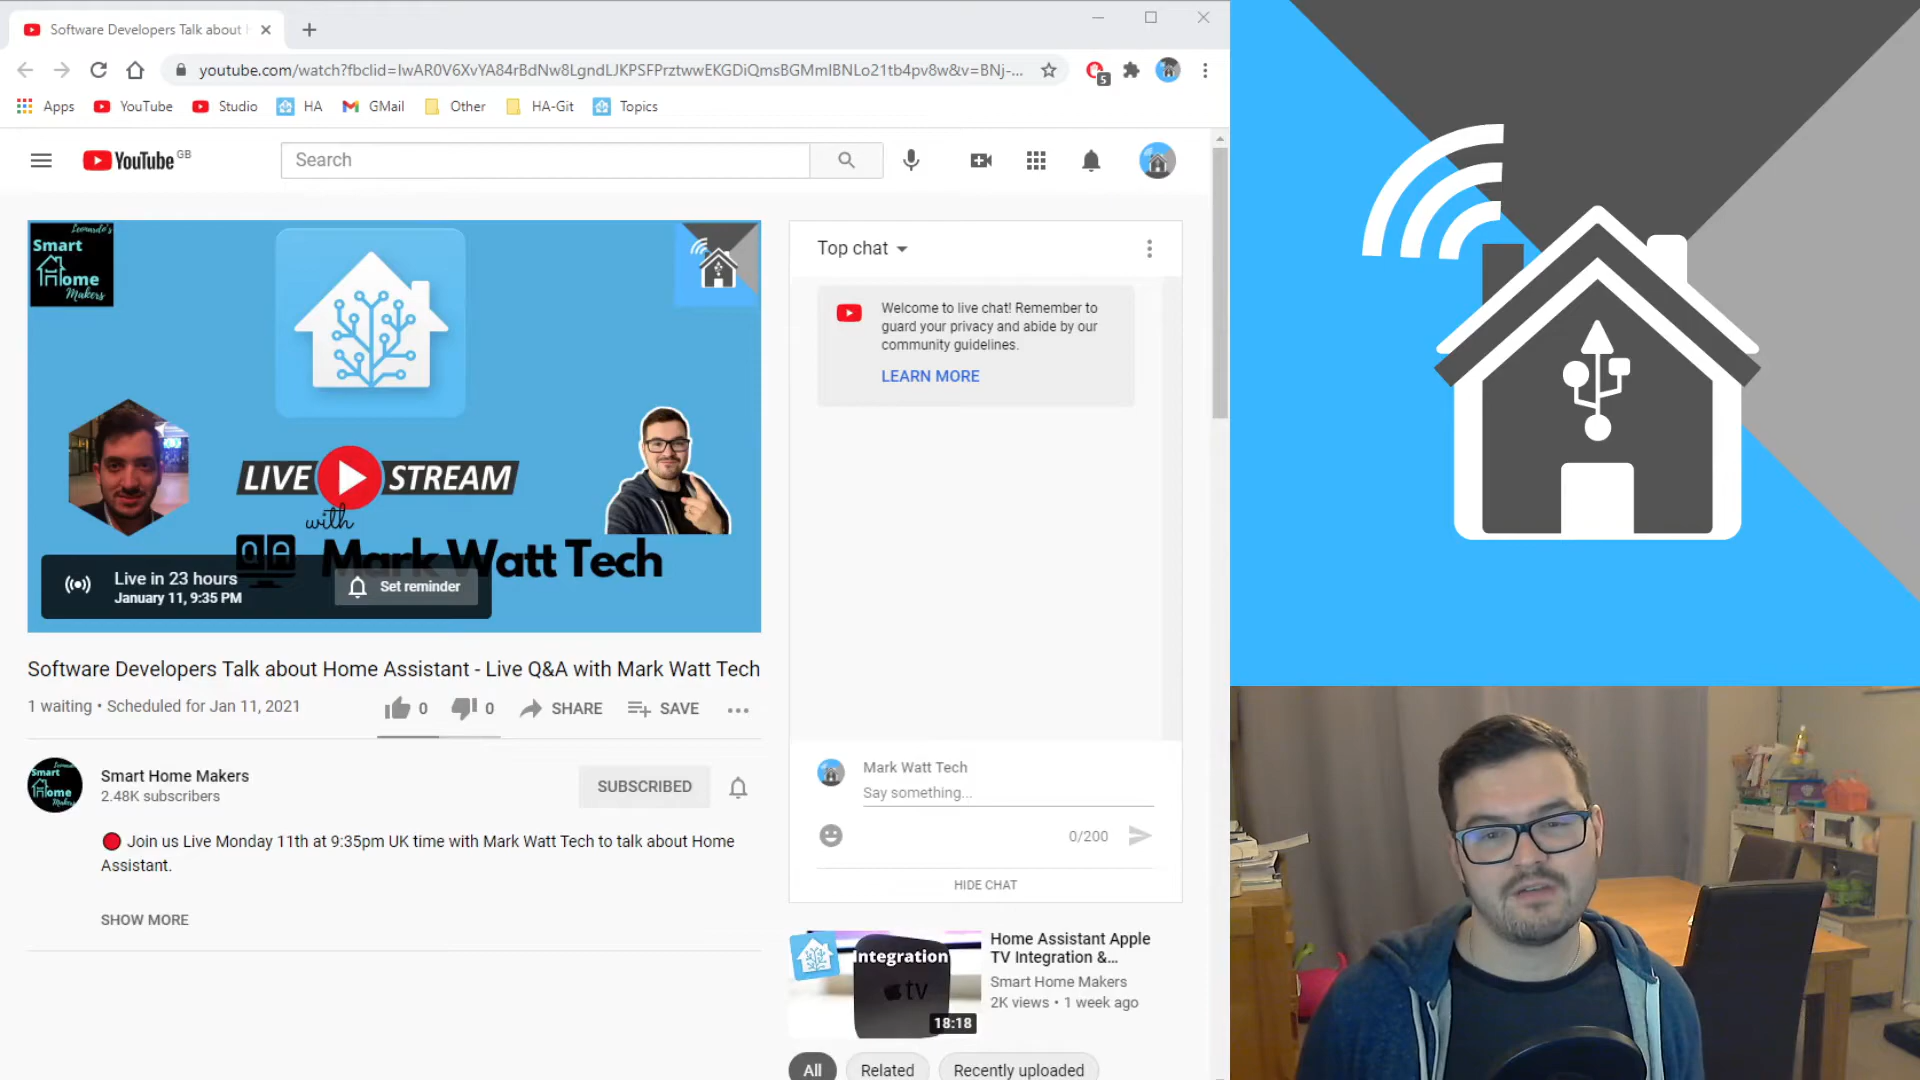 Software Developers Talk about
youtube.com/watch?fbclid=IwAR0V6XvYA84rBdNw8LgndLJKPSFPrztwwEKGDiQmsBGMmIBNLo21tb4pv8w&v=BNj-...
5
Apps
YouTube
Studio
HA
GMail
Other
HA-Git
Topics
YouTube GB
Search
Leonardo's
Smart
Home
Makers
LIVE STREAM
with
QA
Mark Watt Tech
Live in 23 hours
January 11, 9:35 PM
Set reminder
Software Developers Talk about Home Assistant - Live Q&A with Mark Watt Tech
1 waiting • Scheduled for Jan 11, 2021
0
0
SHARE
SAVE
Smart
Home
Makers
Smart Home Makers
2.48K subscribers
SUBSCRIBED
Join us Live Monday 11th at 9:35pm UK time with Mark Watt Tech to talk about Home
Assistant.
SHOW MORE
Top chat
Welcome to live chat! Remember to
guard your privacy and abide by our
community guidelines.
LEARN MORE
Mark Watt Tech
Say something...
0/200
HIDE CHAT
Integration
tv
18:18
Home Assistant Apple
TV Integration &...
Smart Home Makers
2K views • 1 week ago
All
Related
Recently uploaded